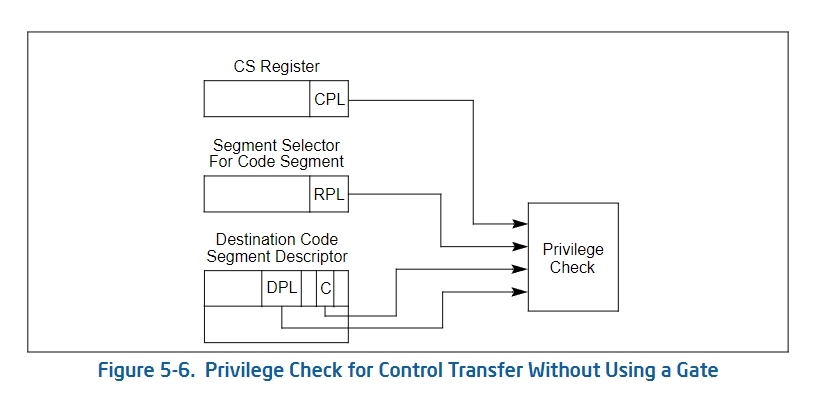 CS Register
CPL
Segment Selector
For Code Segment
RPL
Destination Code
Segment Descriptor
DPL
C
Privilege
Check
Figure 5-6. Privilege Check for Control Transfer Without Using a Gate